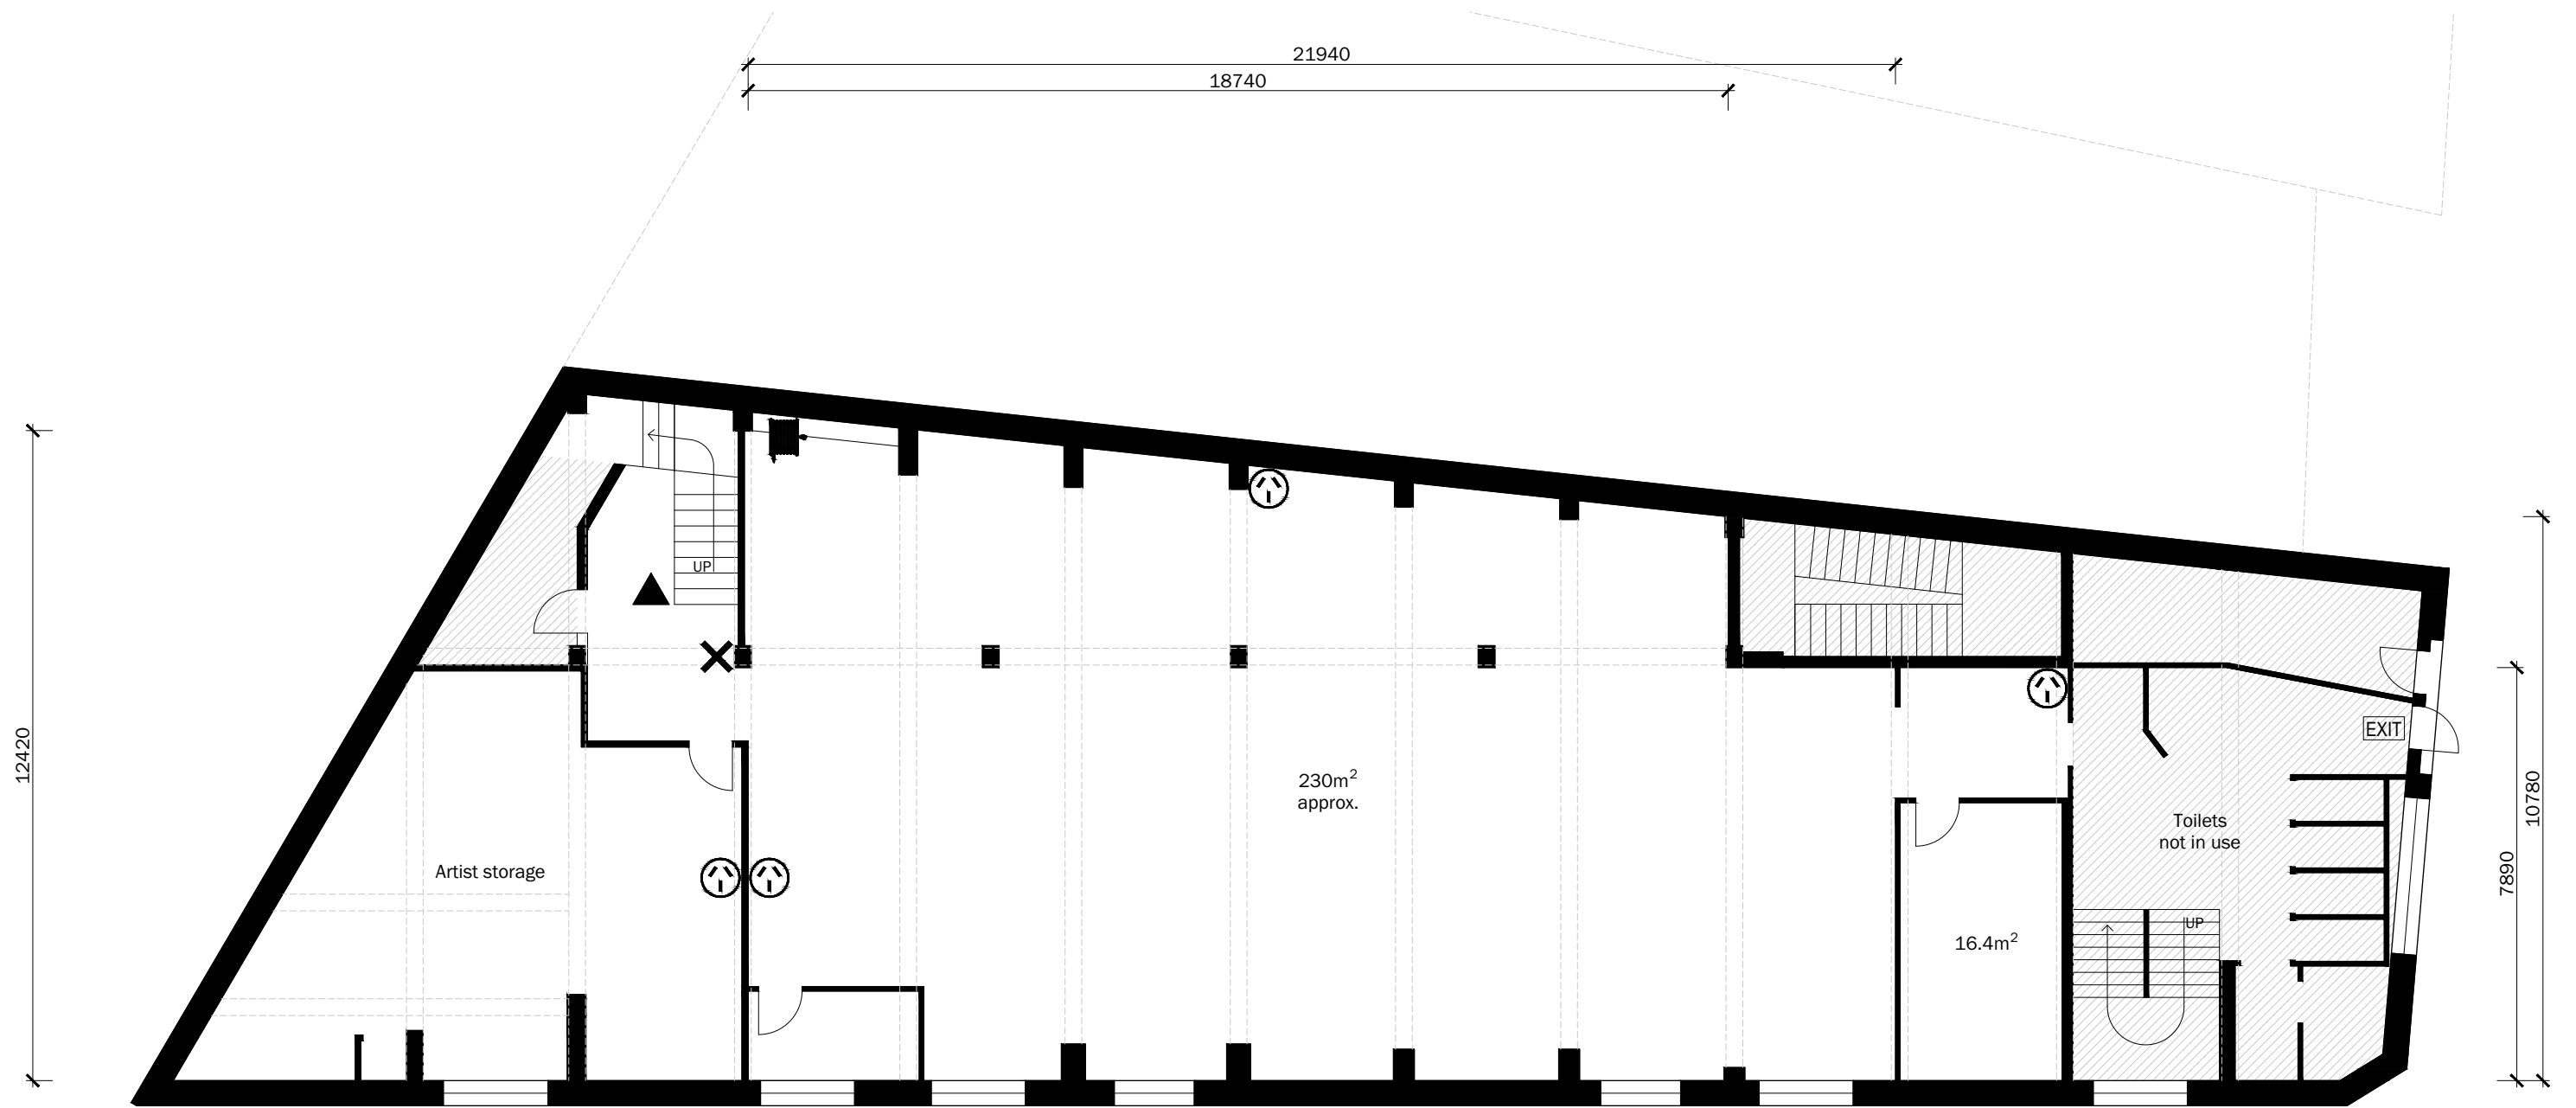 21940
18740
UP
12420
230m²
approx.
EXIT
10780
7890
Toilets
not in use
Artist storage
UP
16.4m²